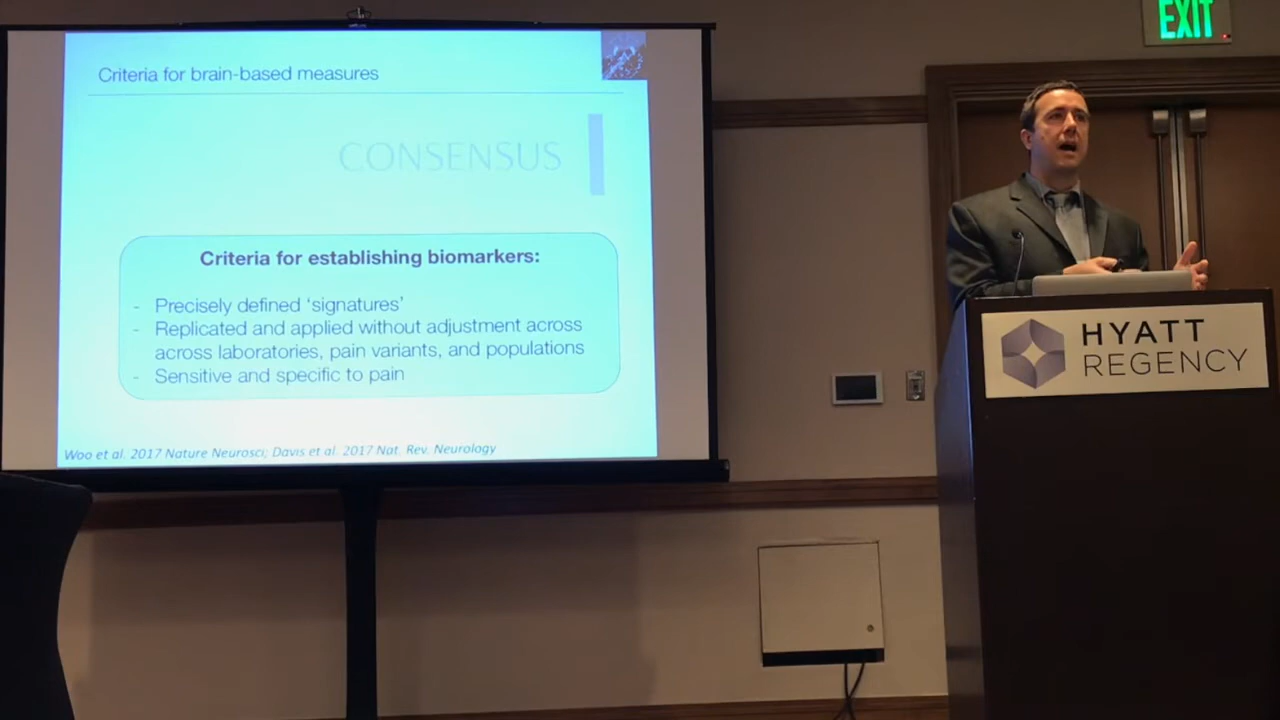 EXIT
Criteria for brain-based measures
CONSENSUS
Criteria for establishing biomarkers:
- Precisely defined ‘signatures’
- Replicated and applied without adjustment across
across laboratories, pain variants, and populations
- Sensitive and specific to pain
Woo et al. 2017 Nature Neurosci; Davis et al. 2017 Nat. Rev. Neurology
HYATT
REGENCY